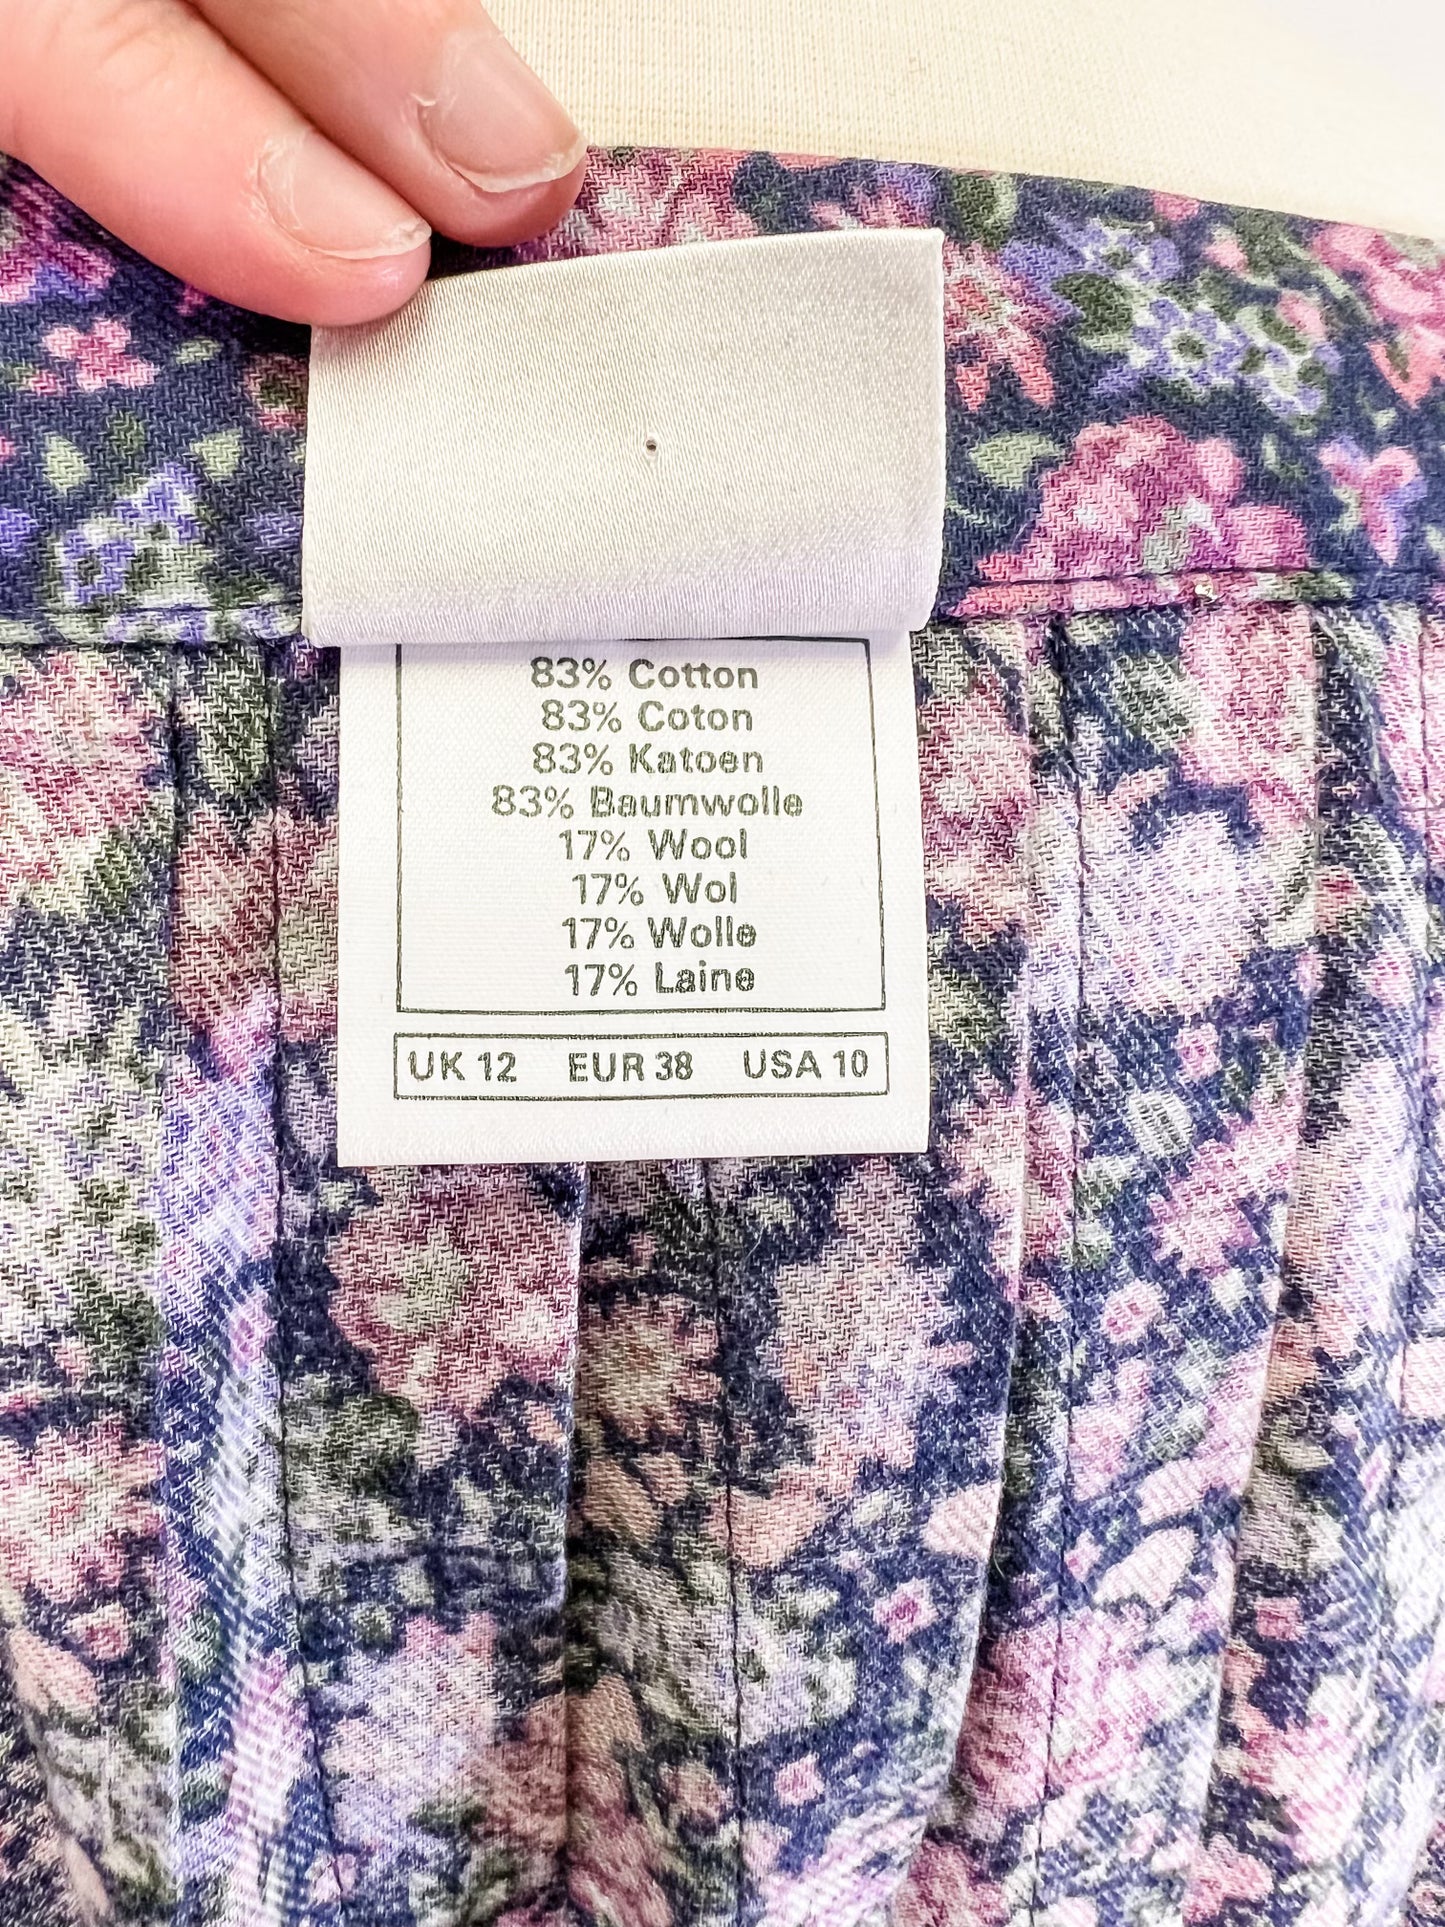 83% Cotton
83% Coton
83% Katoen
83% Baumwolle
17% Wool
17% Wol
17% Wolle
17% Laine
UK 12 EUR 38 USA 10